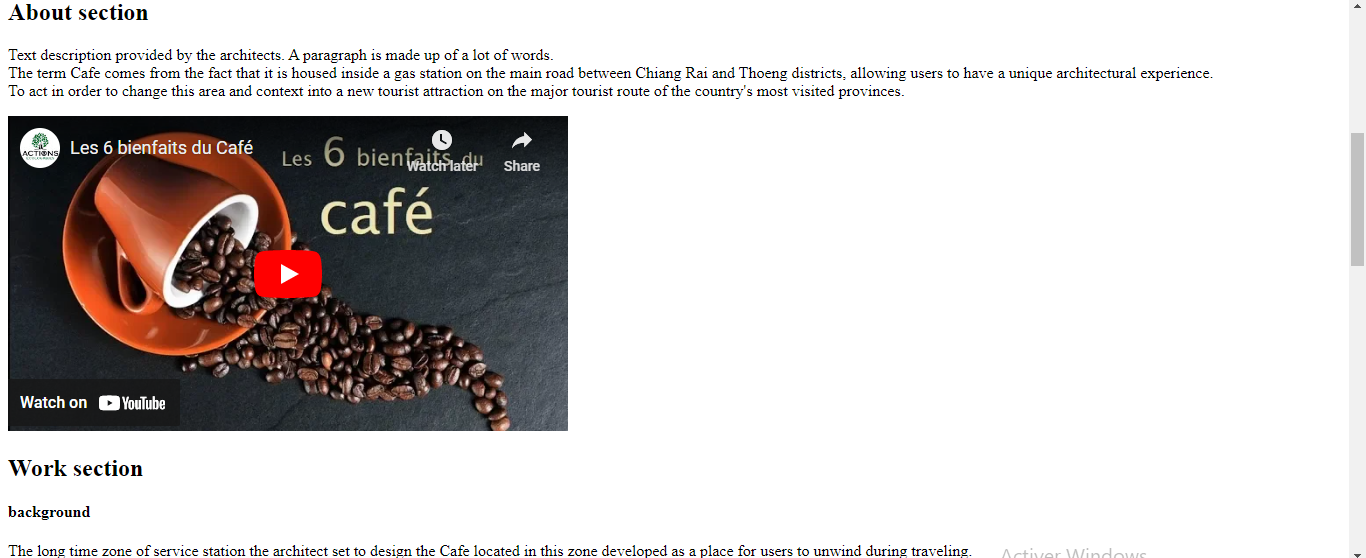 About section
Text description provided by the architects. A paragraph is made up of a lot of words.
The term Cafe comes from the fact that it is housed inside a gas station on the main road between Chiang Rai and Thoeng districts, allowing users to have a unique architectural experience.
To act in order to change this area and context into a new tourist attraction on the major tourist route of the country's most visited provinces.
ACTIONS
Les 6 bienfaits du Café
Les 6 bienfaits du
café
Watch later
Share
Watch on YouTube
Work section
background
The long time zone of service station the architect set to design the Cafe located in this zone developed as a place for users to unwind during traveling.
Activer Windows